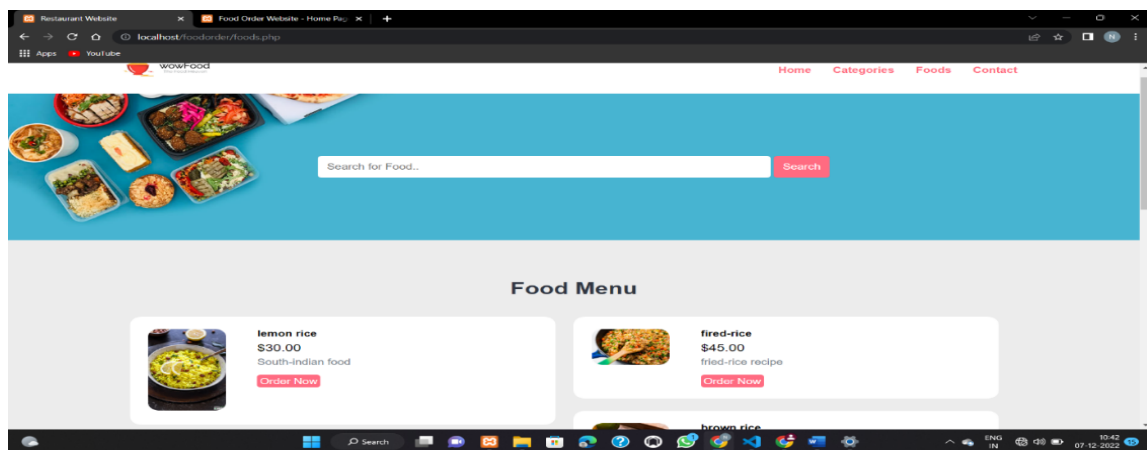 Restaurant Website
Food Order Website - Home Pag
localhost/foodorder/foods.php
N
Apps
YouTube
wowFood
Home Categories Foods Contact
Search for Food..
Search
Food Menu
lemon rice
$30.00
South-indian food
Order Now
fired-rice
$45.00
fried-rice recipe
Order Now
brown rice
Search
ENG
IN
10:42
07-12-2022
15